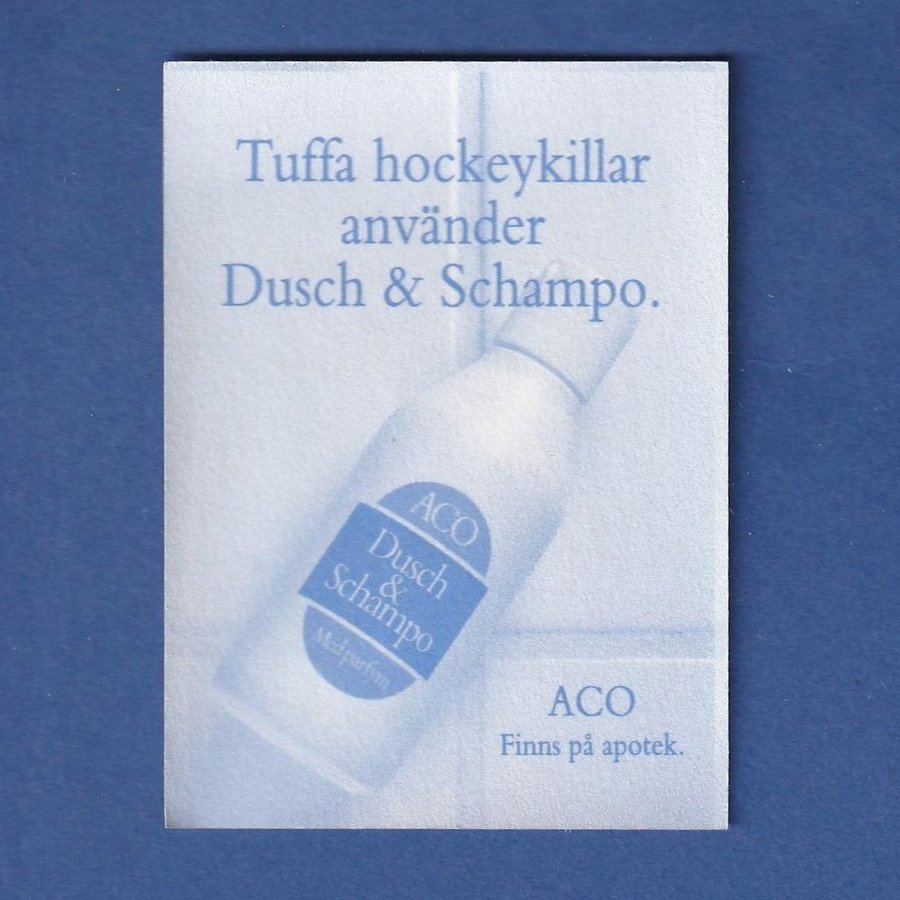 Tuffa hockeykillar
använder
Dusch & Schampo.
ACO
Dusch
&
Schampo
Med parfym
ACO
Finns på apotek.